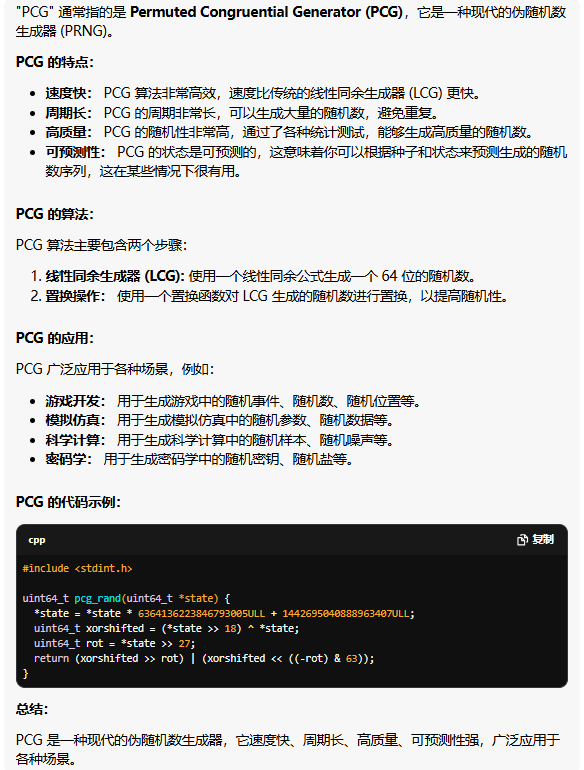 "PCG" 通常指的是 Permuted Congruential Generator (PCG)，它是一种现代的伪随机数
生成器 (PRNG)。
PCG 的特点：
• 速度快： PCG 算法非常高效，速度比传统的线性同余生成器 (LCG) 更快。
• 周期长： PCG 的周期非常长，可以生成大量的随机数，避免重复。
• 高质量： PCG 的随机性非常高，通过了各种统计测试，能够生成高质量的随机数。
• 可预测性： PCG 的状态是可预测的，这意味着你可以根据种子和状态来预测生成的随机
数序列，这在某些情况下很有用。
PCG 的算法：
PCG 算法主要包含两个步骤：
1. 线性同余生成器 (LCG): 使用一个线性同余公式生成一个 64 位的随机数。
2. 置换操作： 使用一个置换函数对 LCG 生成的随机数进行置换，以提高随机性。
PCG 的应用：
PCG 广泛应用于各种场景，例如：
• 游戏开发： 用于生成游戏中的随机事件、随机数、随机位置等。
• 模拟仿真： 用于生成模拟仿真中的随机参数、随机数据等。
• 科学计算： 用于生成科学计算中的随机样本、随机噪声等。
• 密码学： 用于生成密码学中的随机密钥、随机盐等。
PCG 的代码示例：
cpp 复制
#include <stdint.h>
uint64_t pcg_rand(uint64_t *state) {
*state = *state * 6364136223846793005ULL + 1442695040888963407ULL;
uint64_t xorshifted = (*state >> 18) ^ *state;
uint64_t rot = *state >> 27;
return (xorshifted >> rot) | (xorshifted << ((-rot) & 63));
}
总结：
PCG 是一种现代的伪随机数生成器，它速度快、周期长、高质量、可预测性强，广泛应用于
各种场景。